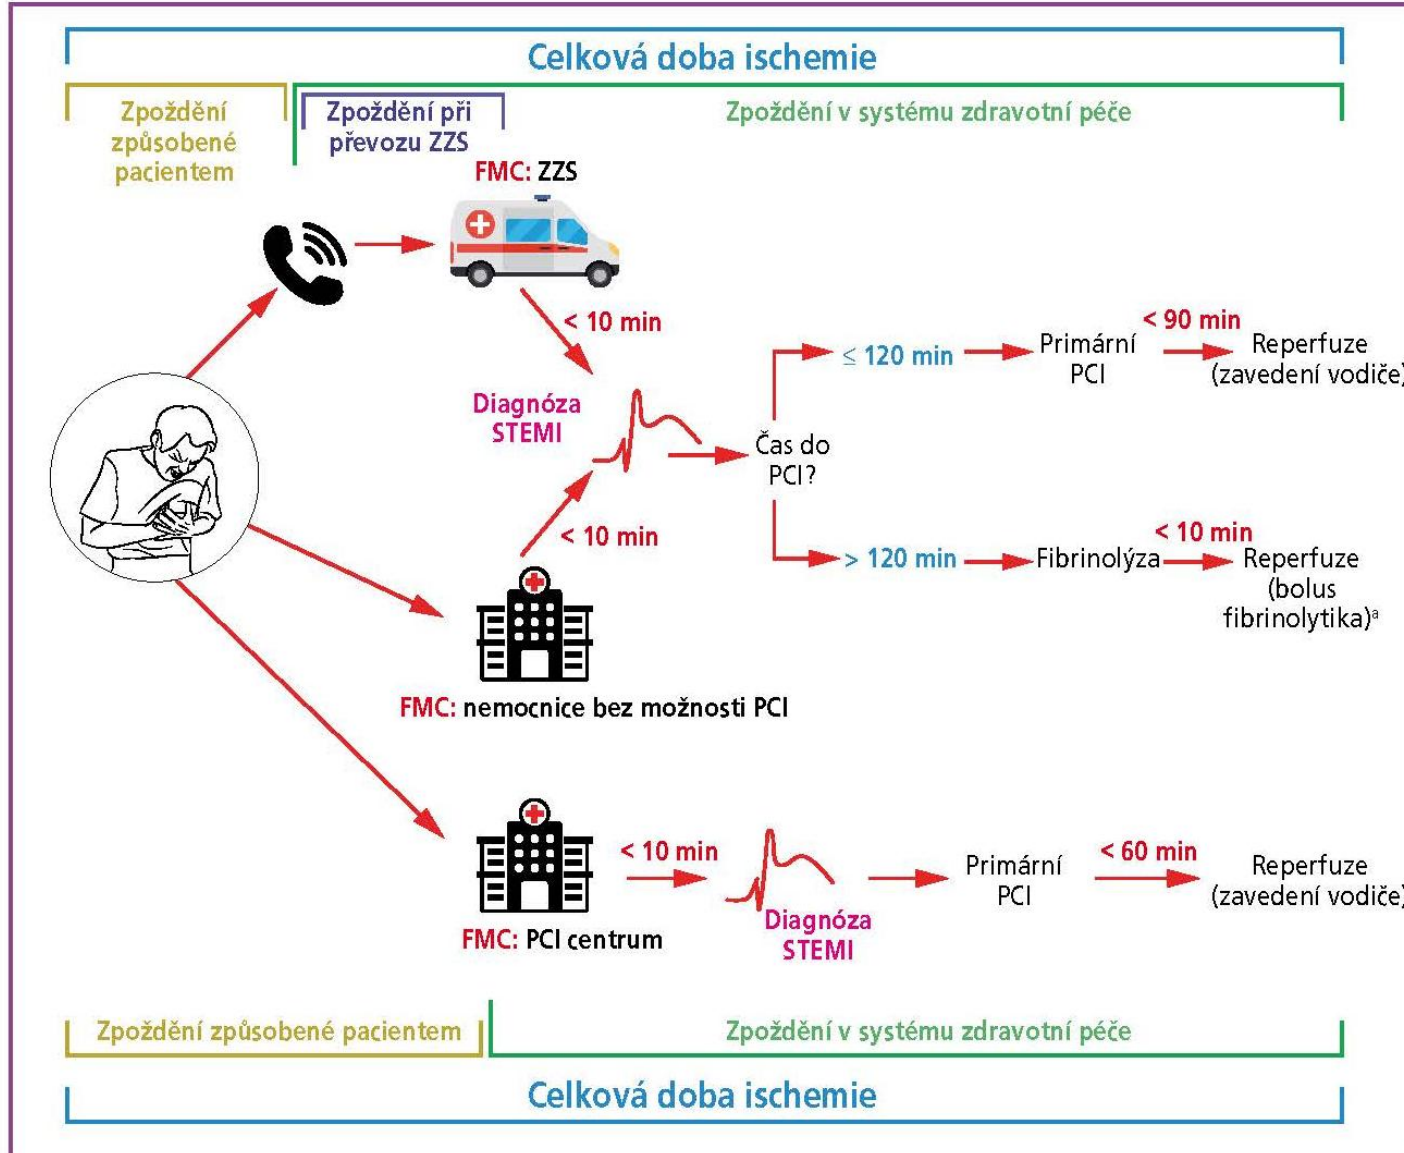 Celková doba ischemie
Zpoždění
způsobené
pacientem
Zpoždění při
převozu ZZS
Zpoždění v systému zdravotní péče
FMC: ZZS
< 10 min
Diagnóza
STEMI
< 10 min
Čas do
PCI?
≤ 120 min
Primární
PCI
< 90 min
Reperfuze
(zavedení vodiče)
> 120 min
Fibrinolýza
< 10 min
Reperfuze
(bolus
fibrinolytika)ᵃ
FMC: nemocnice bez možnosti PCI
FMC: PCI centrum
< 10 min
Diagnóza
STEMI
Primární
PCI
< 60 min
Reperfuze
(zavedení vodiče)
Zpoždění způsobené pacientem
Zpoždění v systému zdravotní péče
Celková doba ischemie